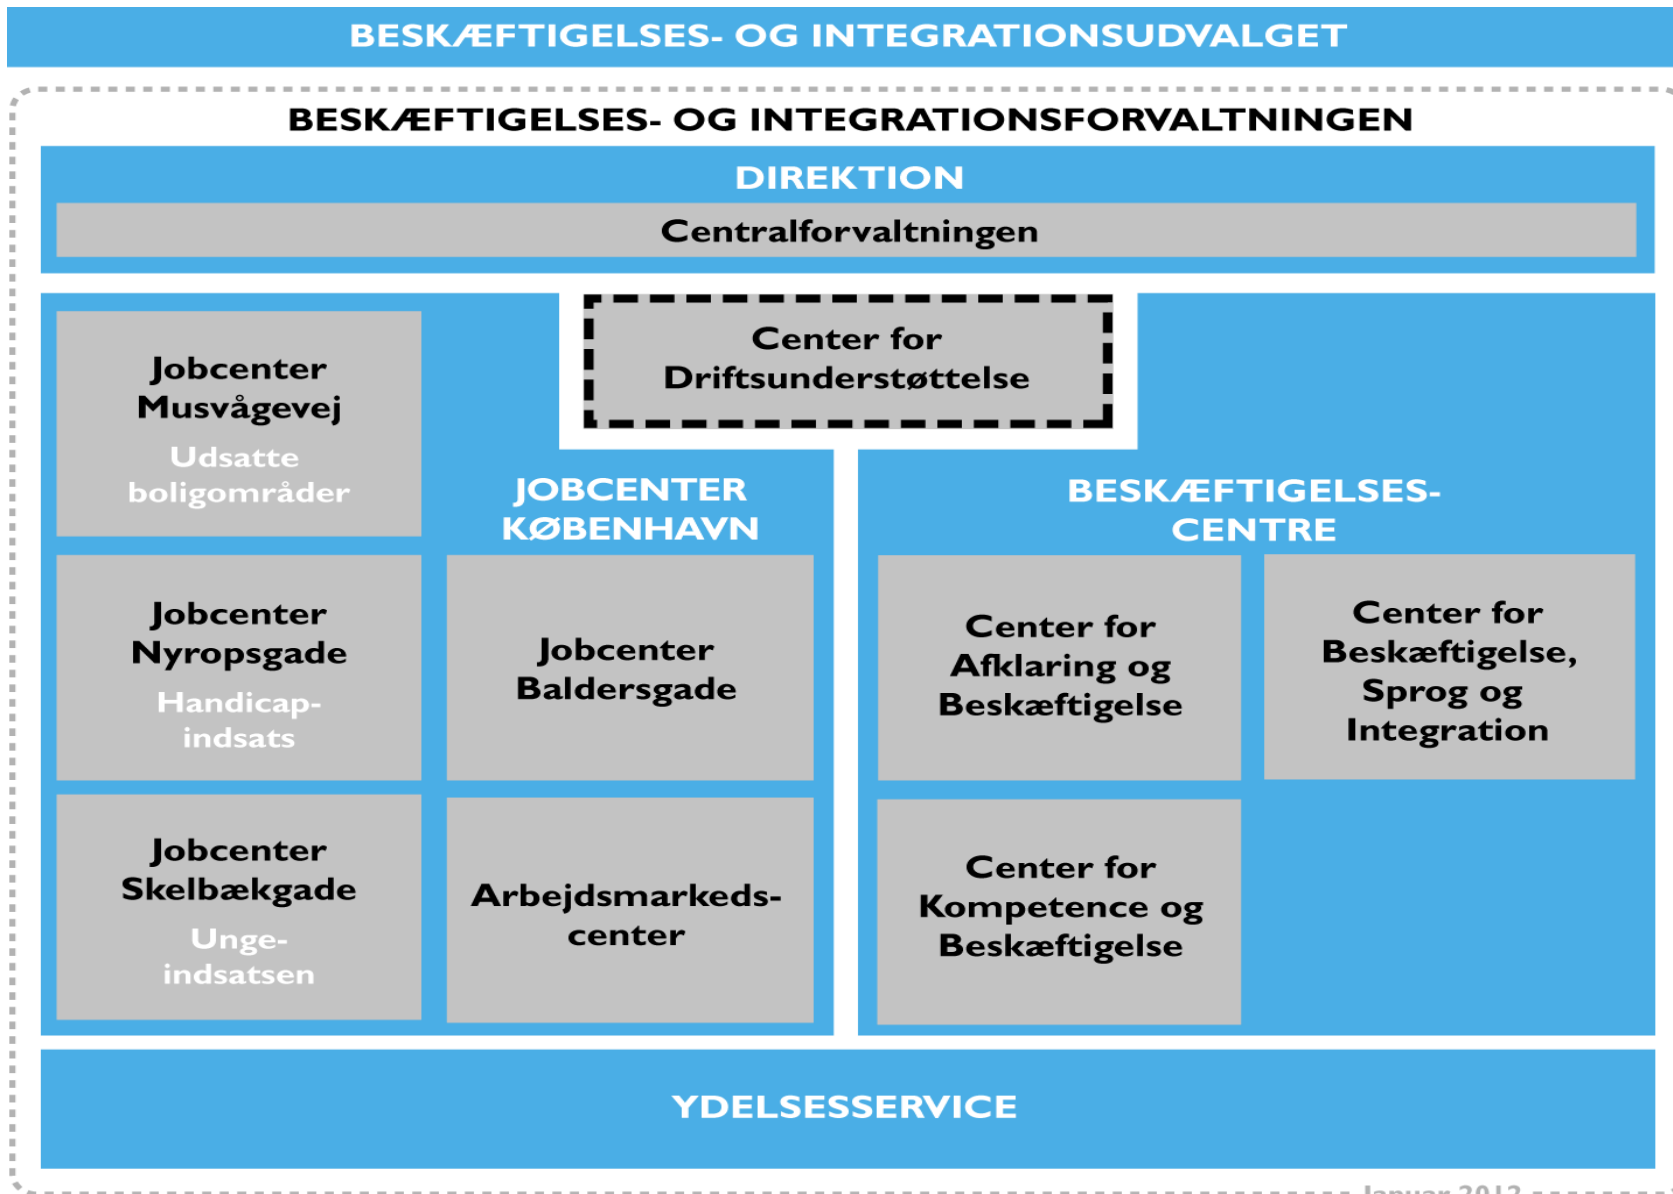 BESKÆFTIGELSES- OG INTEGRATIONSUDVALGET
BESKÆFTIGELSES- OG INTEGRATIONSFORVALTNINGEN
DIREKTION
Centralforvaltningen
Center for
Driftsunderstøttelse
Jobcenter
Musvågevej
Udsatte
boligområder
JOBCENTER
KØBENHAVN
Jobcenter
Nyropsgade
Handicap-
indsats
Jobcenter
Baldersgade
Jobcenter
Skelbækgade
Unge-
indsatsen
Arbejdsmarkeds-
center
BESKÆFTIGELSES-
CENTRE
Center for
Afklaring og
Beskæftigelse
Center for
Beskæftigelse,
Sprog og
Integration
Center for
Kompetence og
Beskæftigelse
YDELSESSERVICE
Januar 2012